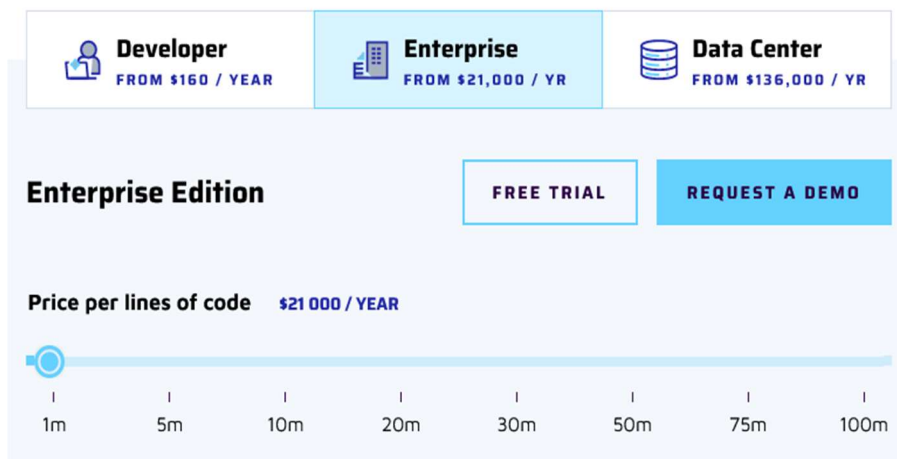 Developer
FROM $160 / YEAR
Enterprise
FROM $21,000 / YR
Data Center
FROM $136,000 / YR
Enterprise Edition
FREE TRIAL
REQUEST A DEMO
Price per lines of code $21 000 / YEAR
1m 5m 10m 20m 30m 50m 75m 100m